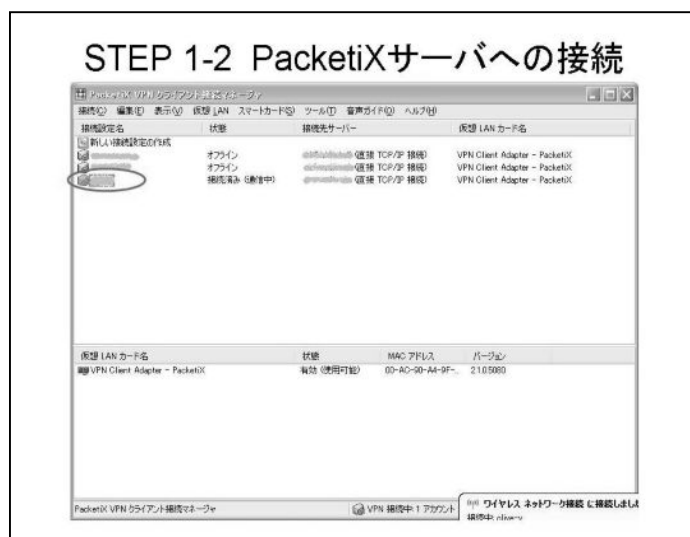 STEP 1-2 PacketiXサーバへの接続
PacketiX VPN クライアント接続マネージャ
接続(C) 編集(E) 表示(V) 仮想 LAN スマートカード(S) ツール(T) 音声ガイド(O) ヘルプ(H)
接続設定名 状態 接続先サーバー 仮想 LAN カード名
新しい接続設定の作成
オフライン (直接 TCP/IP 接続) VPN Client Adapter - PacketiX
オフライン (直接 TCP/IP 接続) VPN Client Adapter - PacketiX
接続済み (通信中) (直接 TCP/IP 接続) VPN Client Adapter - PacketiX
仮想 LAN カード名 状態 MAC アドレス バージョン
VPN Client Adapter - PacketiX 有効 (使用可能) 00-AC-90-A4-9F-... 2.10.5080
PacketiX VPN クライアント接続マネージャ VPN 接続中: 1 アカウント
ワイヤレス ネットワーク接続 に接続しまし
接続中: olive-v